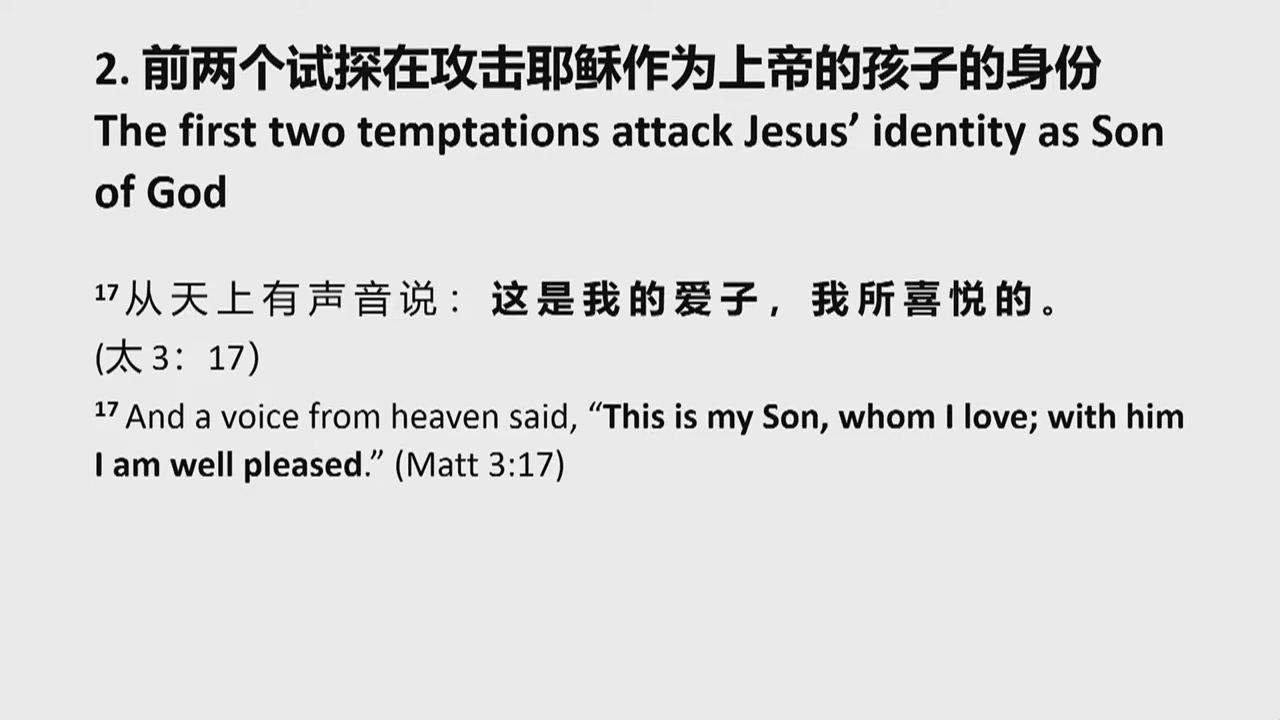 2. 前两个试探在攻击耶稣作为上帝的孩子的身份
The first two temptations attack Jesus’ identity as Son
of God
17 从天上有声音说： 这是我的爱子，我所喜悦的。
(太 3：17）
17 And a voice from heaven said, “This is my Son, whom I love; with him
I am well pleased.” (Matt 3:17)